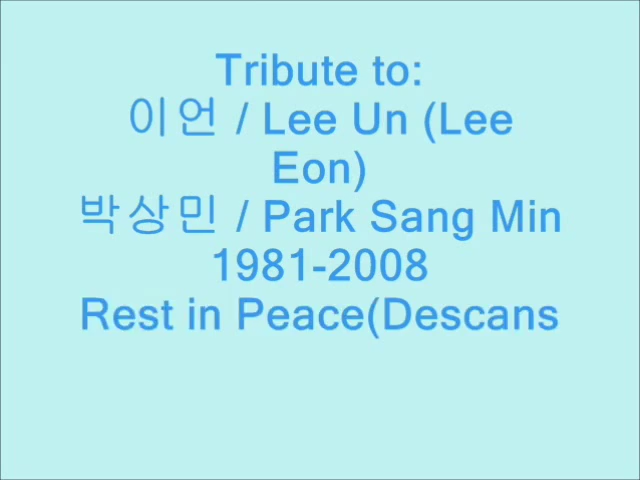 Tribute to:
이언 / Lee Un (Lee
Eon)
박상민 / Park Sang Min
1981-2008
Rest in Peace(Descans